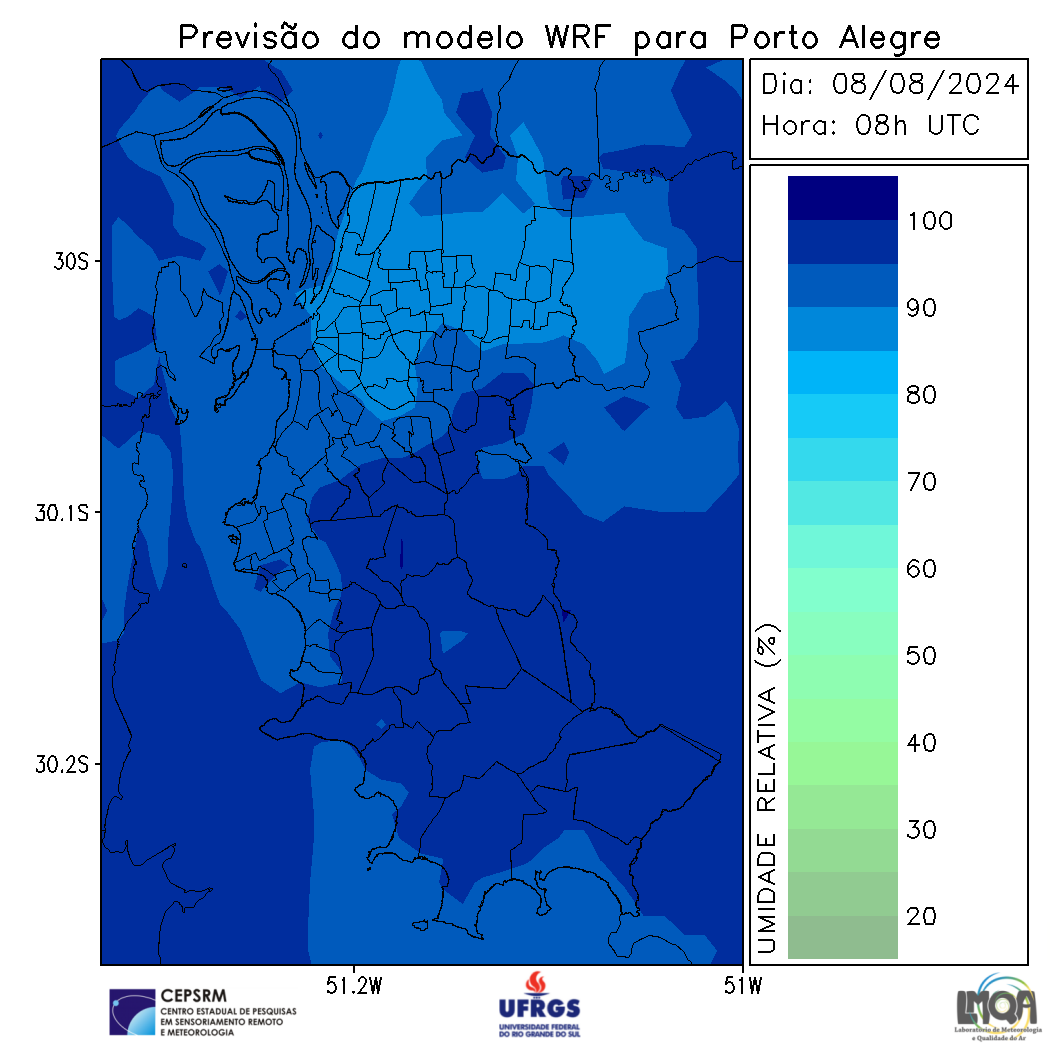 Previsão do modelo WRF para Porto Alegre
Dia: 08/08/2024
Hora: 08h UTC
30S
30.1S
30.2S
51.2W
51W
UMIDADE RELATIVA (%)
100
90
80
70
60
50
40
30
20
CEPSRM
CENTRO ESTADUAL DE PESQUISAS
EM SENSORIAMENTO REMOTO
E METEOROLOGIA
UFRGS
UNIVERSIDADE FEDERAL
DO RIO GRANDE DO SUL
LMQA
Laboratório de Meteorologia
e Qualidade do Ar